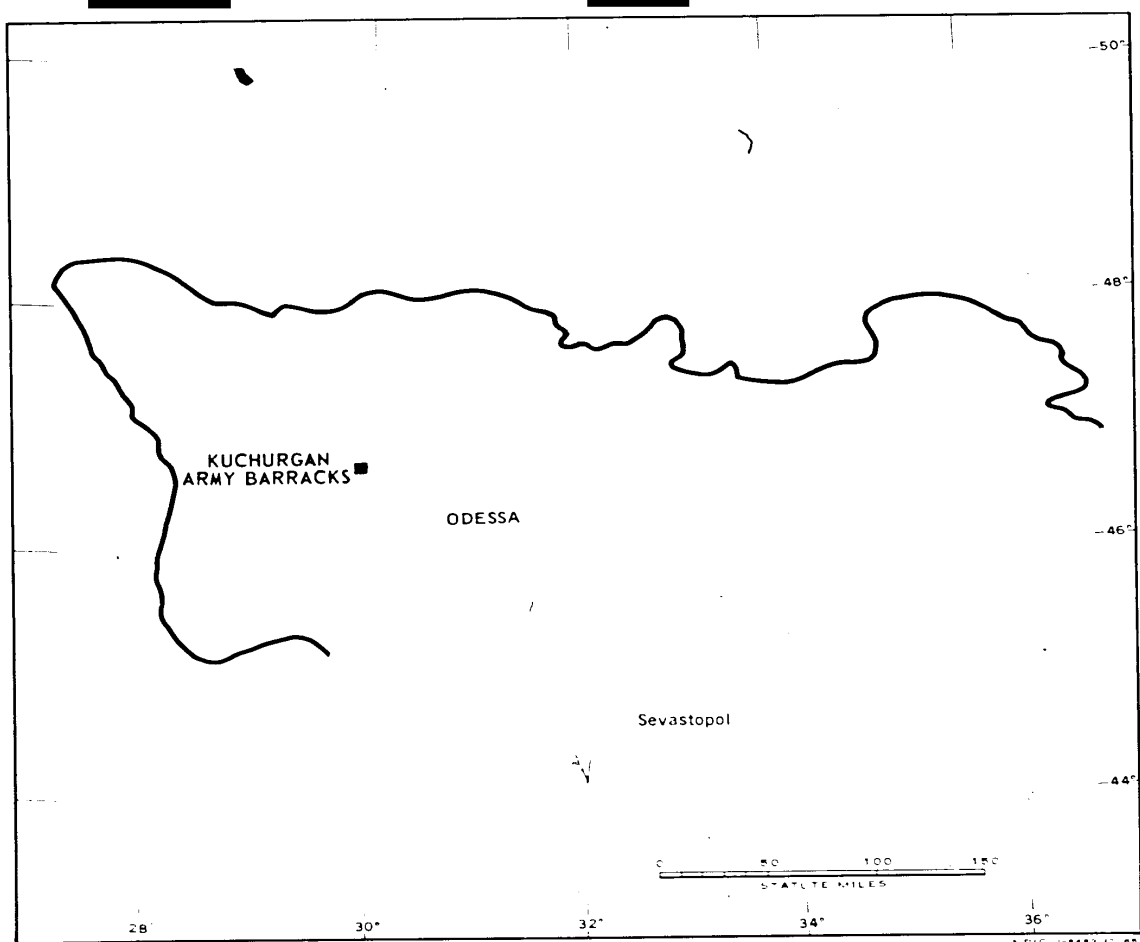 50°
48°
KUCHURGAN
ARMY BARRACKS
ODESSA
46°
Sevastopol
44°
0 50 100 150
STATUTE MILES
28° 30° 32° 34° 36°